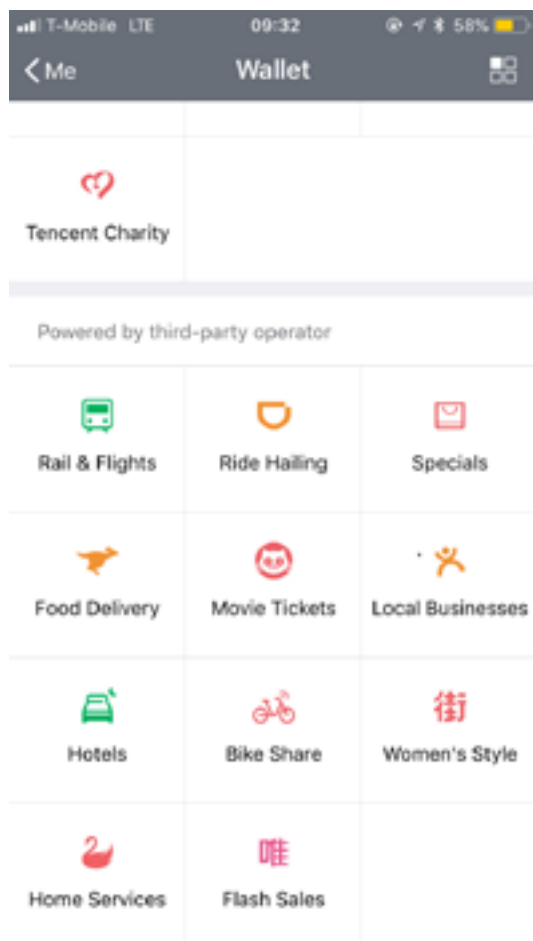 T-Mobile LTE 09:32 58%
Me Wallet
Tencent Charity
Powered by third-party operator
Rail & Flights Ride Hailing Specials
Food Delivery Movie Tickets Local Businesses
街
Hotels Bike Share Women's Style
唯
Home Services Flash Sales